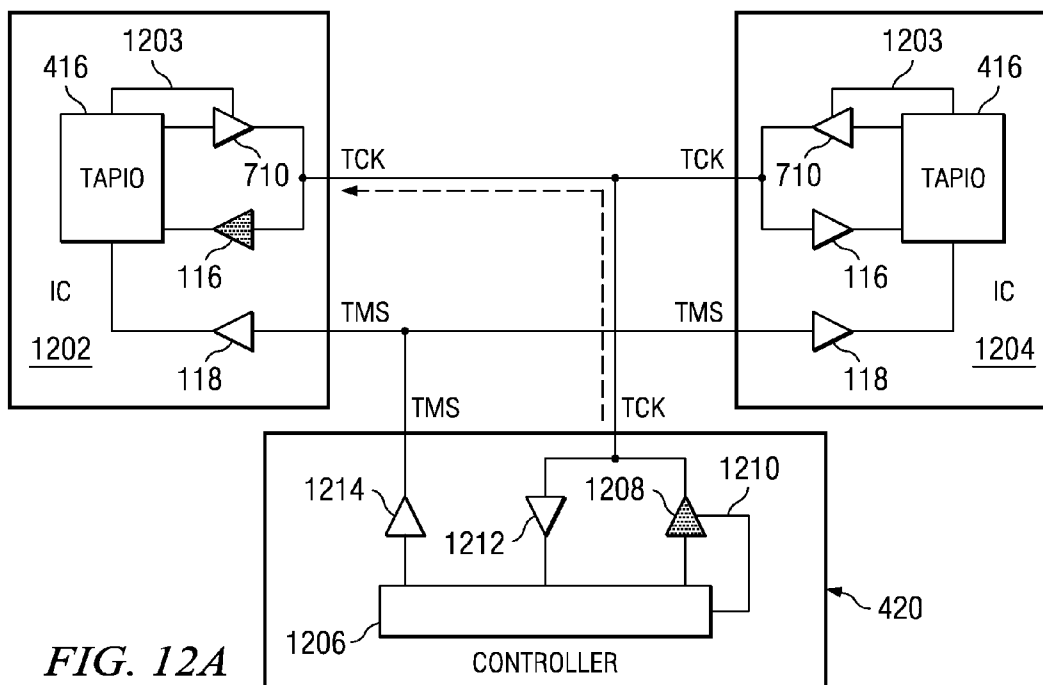 1203
416
TAPIO
710
116
IC
1202
118
TCK
TCK
TMS
TMS
1203
416
710
TAPIO
116
IC
1204
118
TMS
TCK
1214
1212
1208
1210
1206
420
CONTROLLER
FIG. 12A